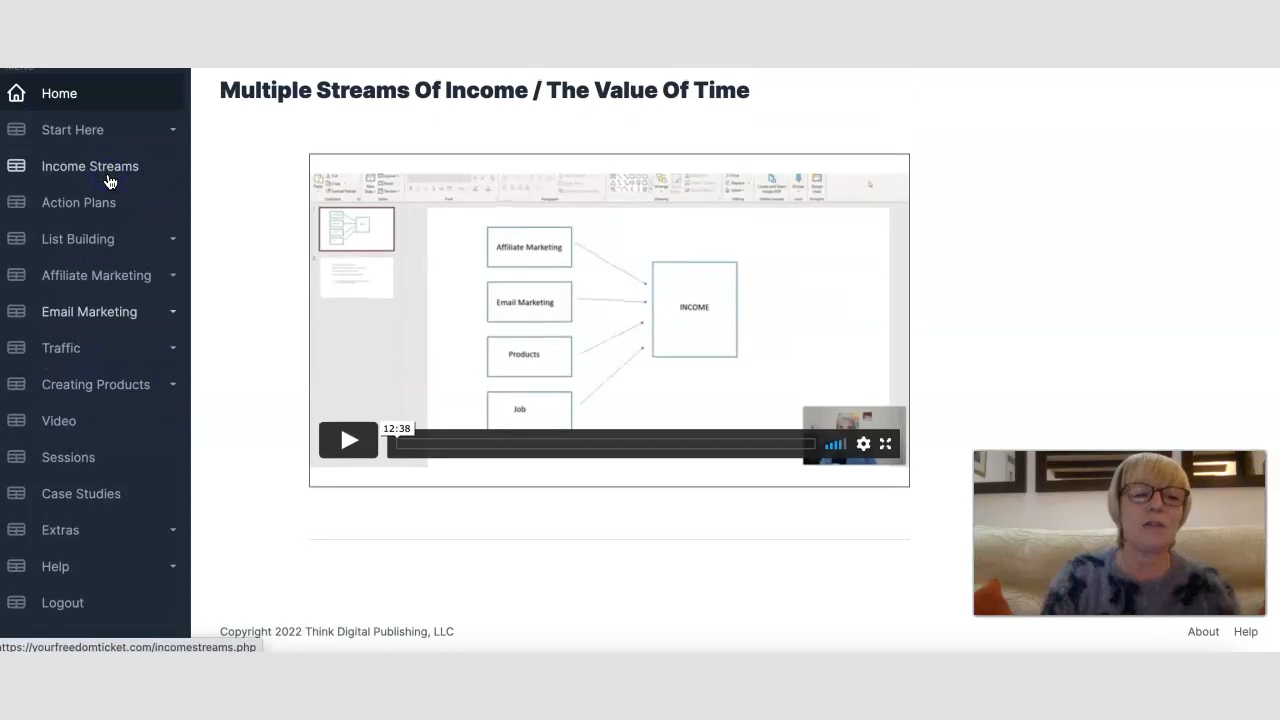 Home
Start Here
Income Streams
Action Plans
List Building
Affiliate Marketing
Email Marketing
Traffic
Creating Products
Video
Sessions
Case Studies
Extras
Help
Logout
Multiple Streams Of Income / The Value Of Time
Affiliate Marketing
Email Marketing
Products
Job
INCOME
12:38
Copyright 2022 Think Digital Publishing, LLC
About Help
https://yourfreedomticket.com/incomestreams.php